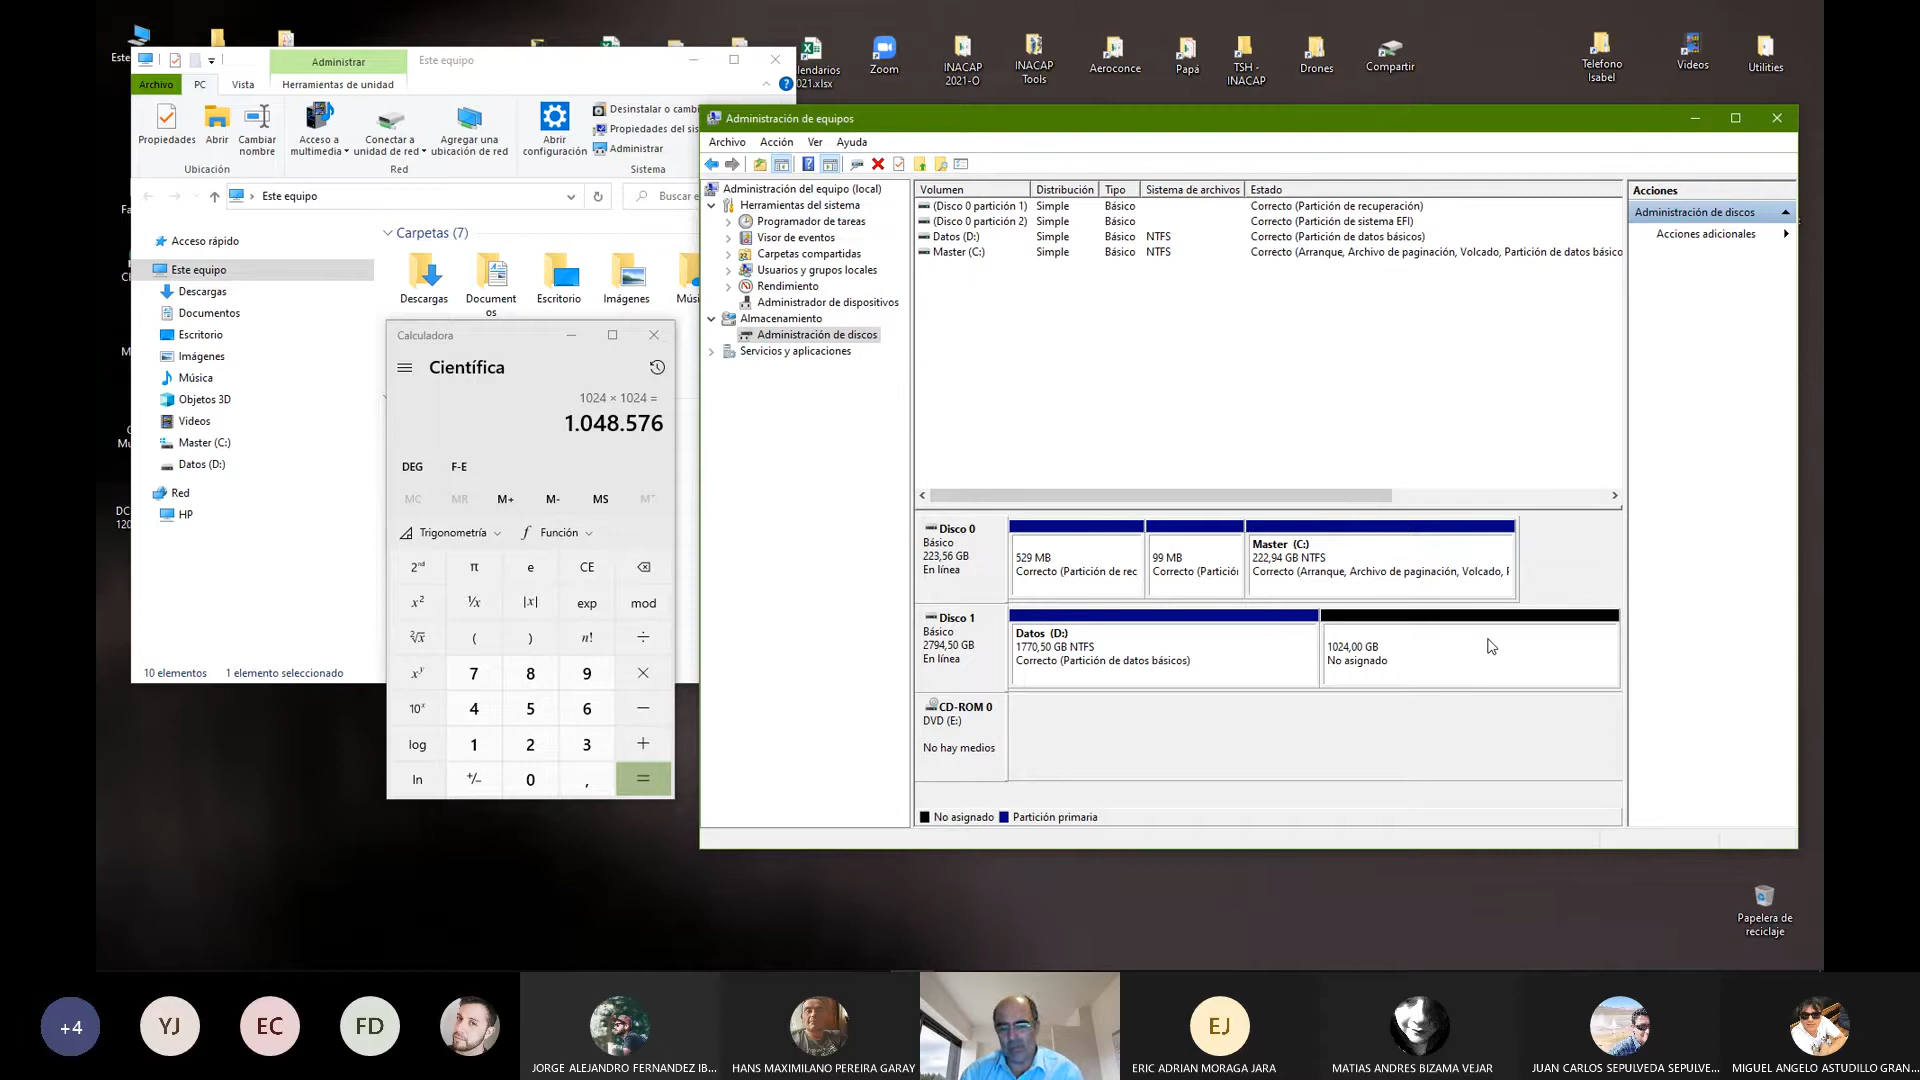 Este
Administrar
Este equipo
Archivo
PC
Vista
Herramientas de unidad
Propiedades
Abrir
Cambiar
nombre
Ubicación
Acceso a
multimedia
Conectar a
unidad de red
Agregar una
ubicación de red
Red
Abrir
configuración
Desinstalar o cambi
Propiedades del sis
Administrar
Sistema
Este equipo
Buscar e
Acceso rápido
Este equipo
Descargas
Documentos
Escritorio
Imágenes
Música
Objetos 3D
Videos
Master (C:)
Datos (D:)
Red
HP
Carpetas (7)
Descargas
Document
os
Escritorio
Imágenes
Músi
10 elementos
1 elemento seleccionado
Calculadora
Científica
1024 × 1024 =
1.048.576
DEG
F-E
MC
MR
M+
M-
MS
M˅
Trigonometría
f Función
2ⁿᵈ
π
e
CE
x²
¹/x
|x|
exp
mod
²√x
(
)
n!
÷
xʸ
7
8
9
×
10ˣ
4
5
6
−
log
1
2
3
+
ln
+/−
0
,
=
lendarios
021.xlsx
Zoom
INACAP
2021-O
INACAP
Tools
Aeroconce
Papá
TSH -
INACAP
Drones
Compartir
Telefono
Isabel
Videos
Utilities
Administración de equipos
Archivo
Acción
Ver
Ayuda
Administración del equipo (local)
Herramientas del sistema
Programador de tareas
Visor de eventos
Carpetas compartidas
Usuarios y grupos locales
Rendimiento
Administrador de dispositivos
Almacenamiento
Administración de discos
Servicios y aplicaciones
Volumen Distribución Tipo Sistema de archivos Estado
(Disco 0 partición 1) Simple Básico Correcto (Partición de recuperación)
(Disco 0 partición 2) Simple Básico Correcto (Partición de sistema EFI)
Datos (D:) Simple Básico NTFS Correcto (Partición de datos básicos)
Master (C:) Simple Básico NTFS Correcto (Arranque, Archivo de paginación, Volcado, Partición de datos básico
Acciones
Administración de discos
Acciones adicionales
Disco 0
Básico
223,56 GB
En línea
529 MB
Correcto (Partición de rec
99 MB
Correcto (Partición
Master (C:)
222,94 GB NTFS
Correcto (Arranque, Archivo de paginación, Volcado, F
Disco 1
Básico
2794,50 GB
En línea
Datos (D:)
1770,50 GB NTFS
Correcto (Partición de datos básicos)
1024,00 GB
No asignado
CD-ROM 0
DVD (E:)
No hay medios
No asignado
Partición primaria
Papelera de
reciclaje
+4
YJ
EC
FD
EJ
JORGE ALEJANDRO FERNANDEZ IB...
HANS MAXIMILANO PEREIRA GARAY
ERIC ADRIAN MORAGA JARA
MATIAS ANDRES BIZAMA VEJAR
JUAN CARLOS SEPULVEDA SEPULVE...
MIGUEL ANGELO ASTUDILLO GRAN...